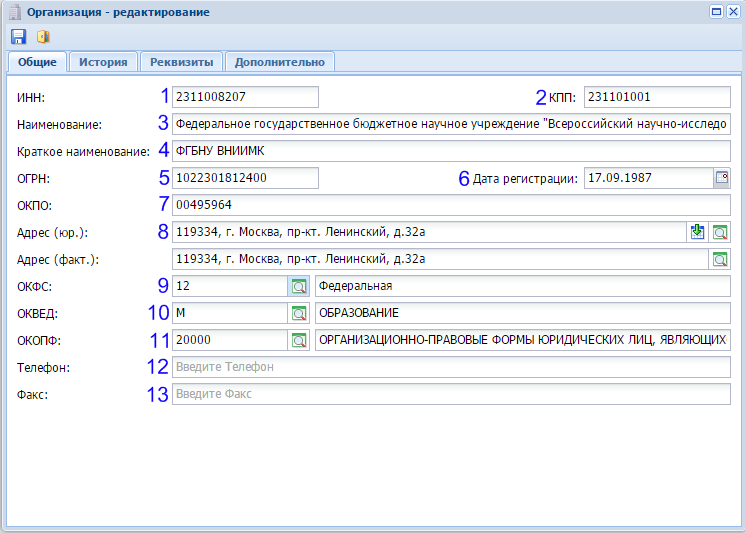 Организация - редактирование
Общие История Реквизиты Дополнительно
ИНН: 1 2311008207 2 КПП: 231101001
Наименование: 3 Федеральное государственное бюджетное научное учреждение "Всероссийский научно-исследо
Краткое наименование: 4 ФГБНУ ВНИИМК
ОГРН: 5 1022301812400 6 Дата регистрации: 17.09.1987
ОКПО: 7 00495964
Адрес (юр.): 8 119334, г. Москва, пр-кт. Ленинский, д.32а
Адрес (факт.): 119334, г. Москва, пр-кт. Ленинский, д.32а
ОКФС: 9 12 Федеральная
ОКВЕД: 10 М ОБРАЗОВАНИЕ
ОКОПФ: 11 20000 ОРГАНИЗАЦИОННО-ПРАВОВЫЕ ФОРМЫ ЮРИДИЧЕСКИХ ЛИЦ, ЯВЛЯЮЩИХ
Телефон: 12 Введите Телефон
Факс: 13 Введите Факс